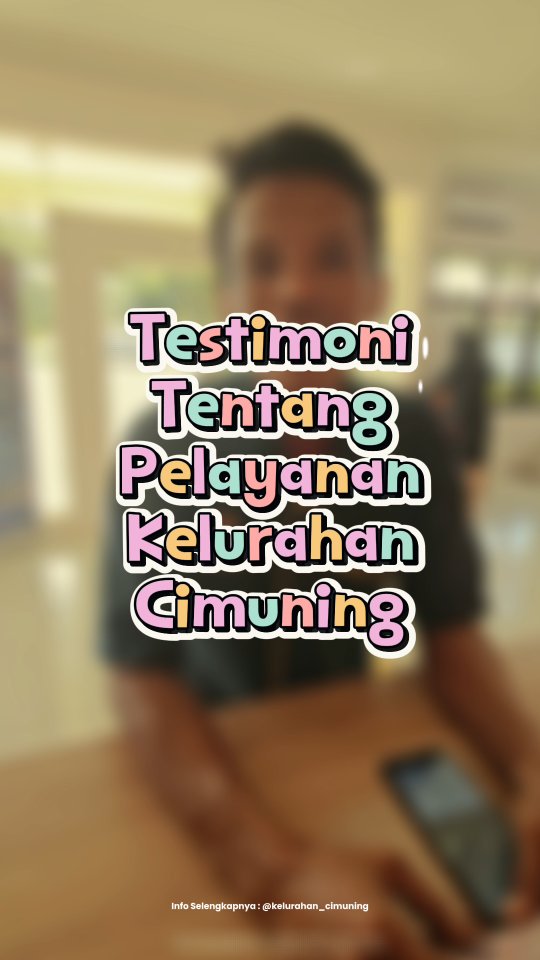 Testimoni
Tentang
Pelayanan
Kelurahan
Cimuning
Info Selengkapnya : @kelurahan_cimuning